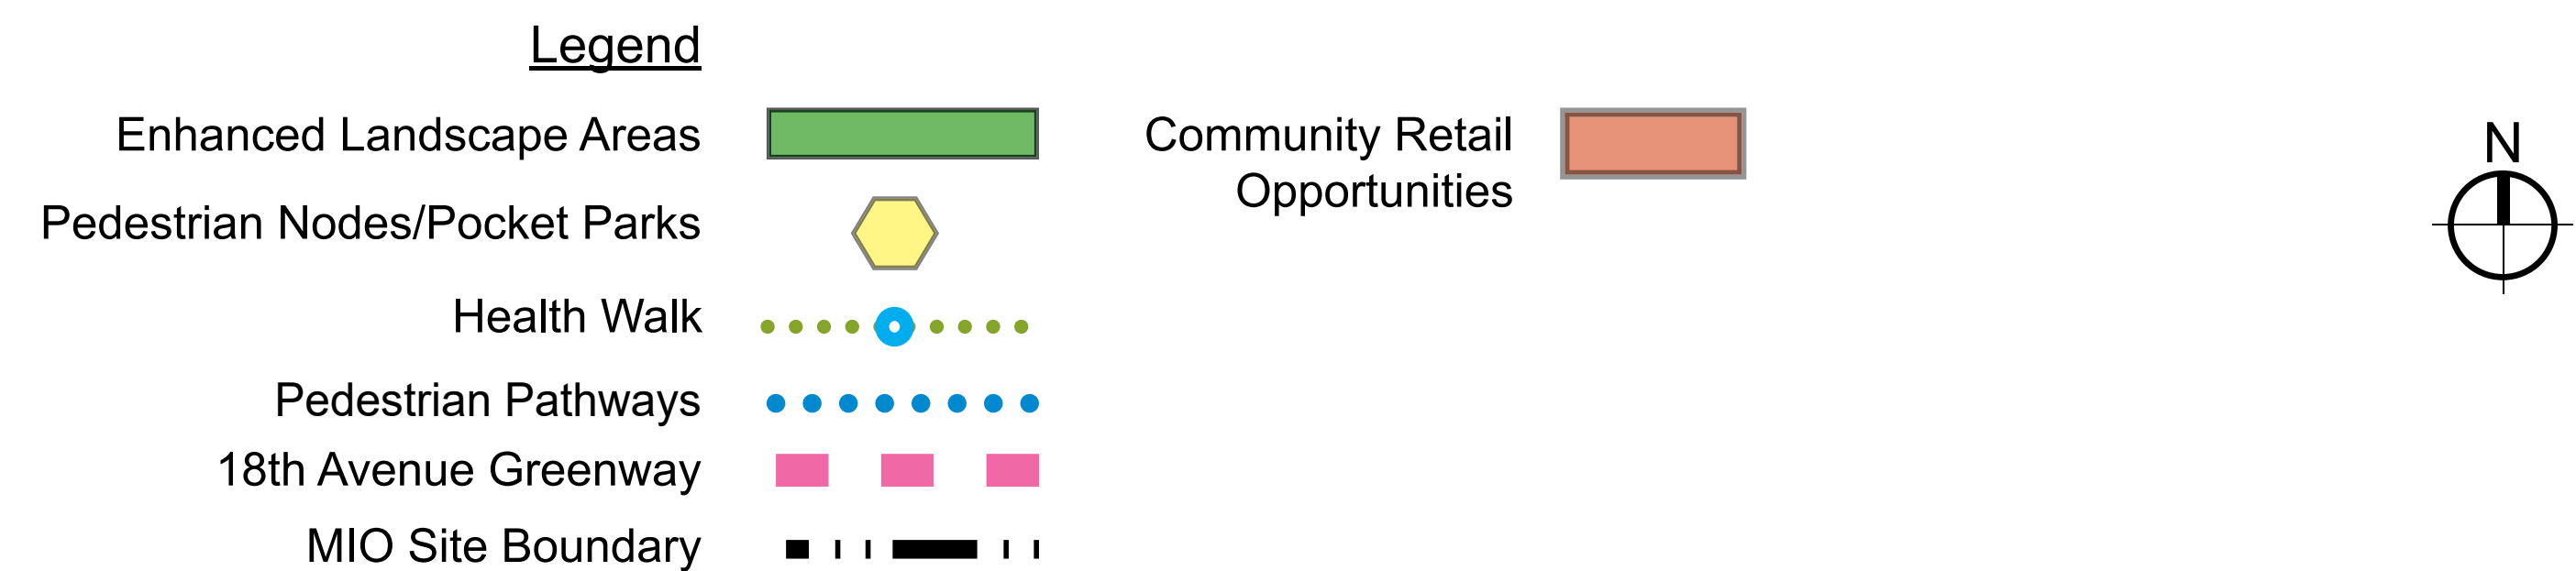 Legend
Enhanced Landscape Areas
Pedestrian Nodes/Pocket Parks
Health Walk
Pedestrian Pathways
18th Avenue Greenway
MIO Site Boundary
Community Retail
Opportunities
N